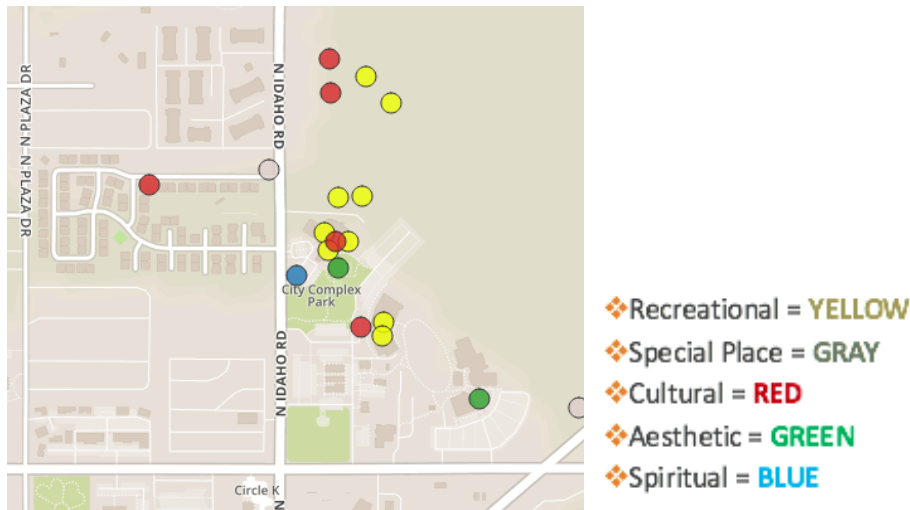 N PLAZA DR
N PLAZA DR
N IDAHO RD
City Complex
Park
N IDAHO RD
Circle K
N
❖Recreational = YELLOW
❖Special Place = GRAY
❖Cultural = RED
❖Aesthetic = GREEN
❖Spiritual = BLUE